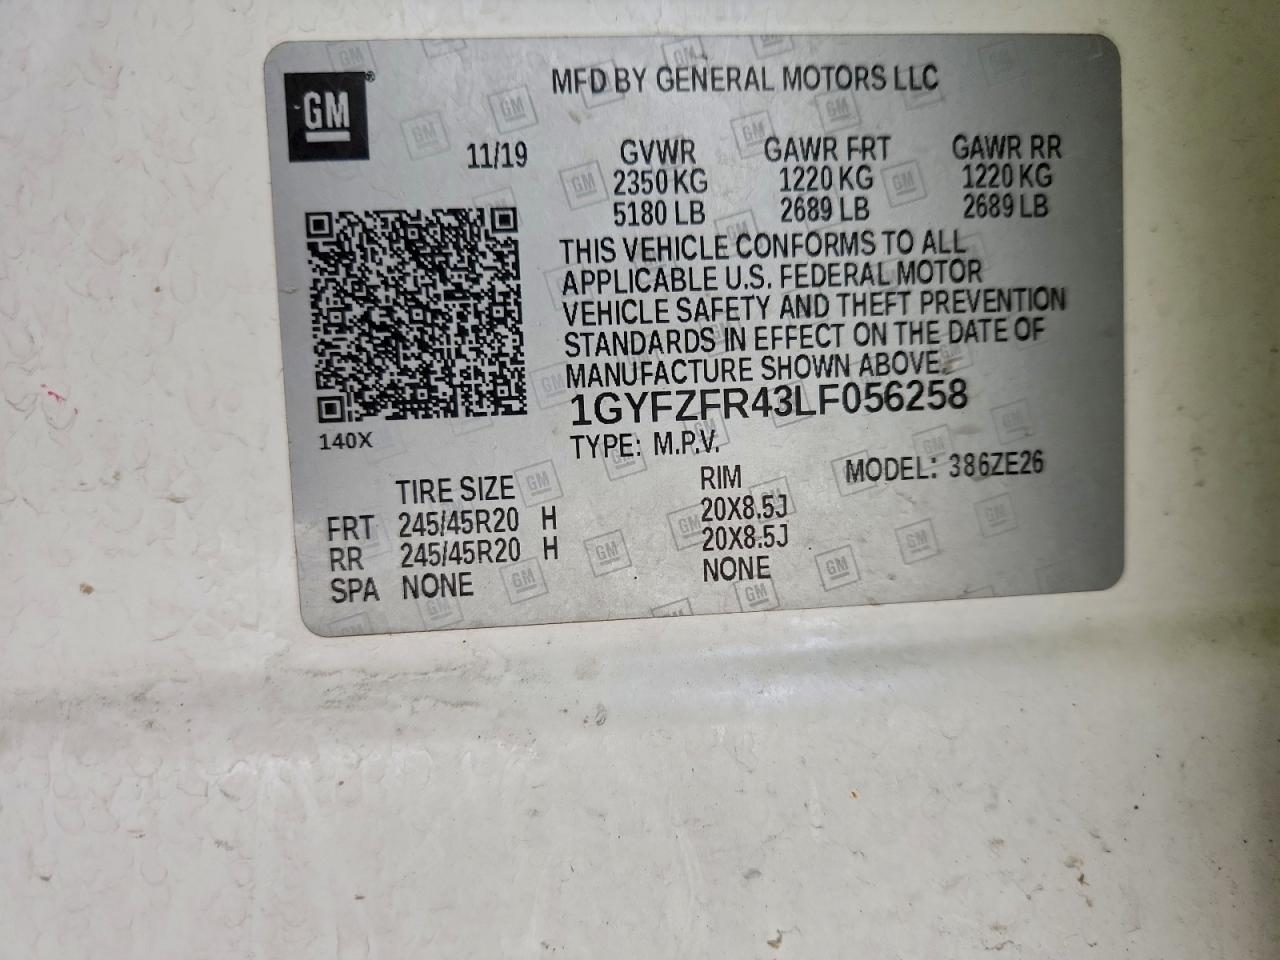 GM®
MFD BY GENERAL MOTORS LLC
11/19 GVWR GAWR FRT GAWR RR
2350 KG 1220 KG 1220 KG
5180 LB 2689 LB 2689 LB
THIS VEHICLE CONFORMS TO ALL
APPLICABLE U.S. FEDERAL MOTOR
VEHICLE SAFETY AND THEFT PREVENTION
STANDARDS IN EFFECT ON THE DATE OF
MANUFACTURE SHOWN ABOVE.
1GYFZFR43LF056258
140X
TYPE: M.P.V.
MODEL: 386ZE26
TIRE SIZE RIM
FRT 245/45R20 H 20X8.5J
RR 245/45R20 H 20X8.5J
SPA NONE NONE